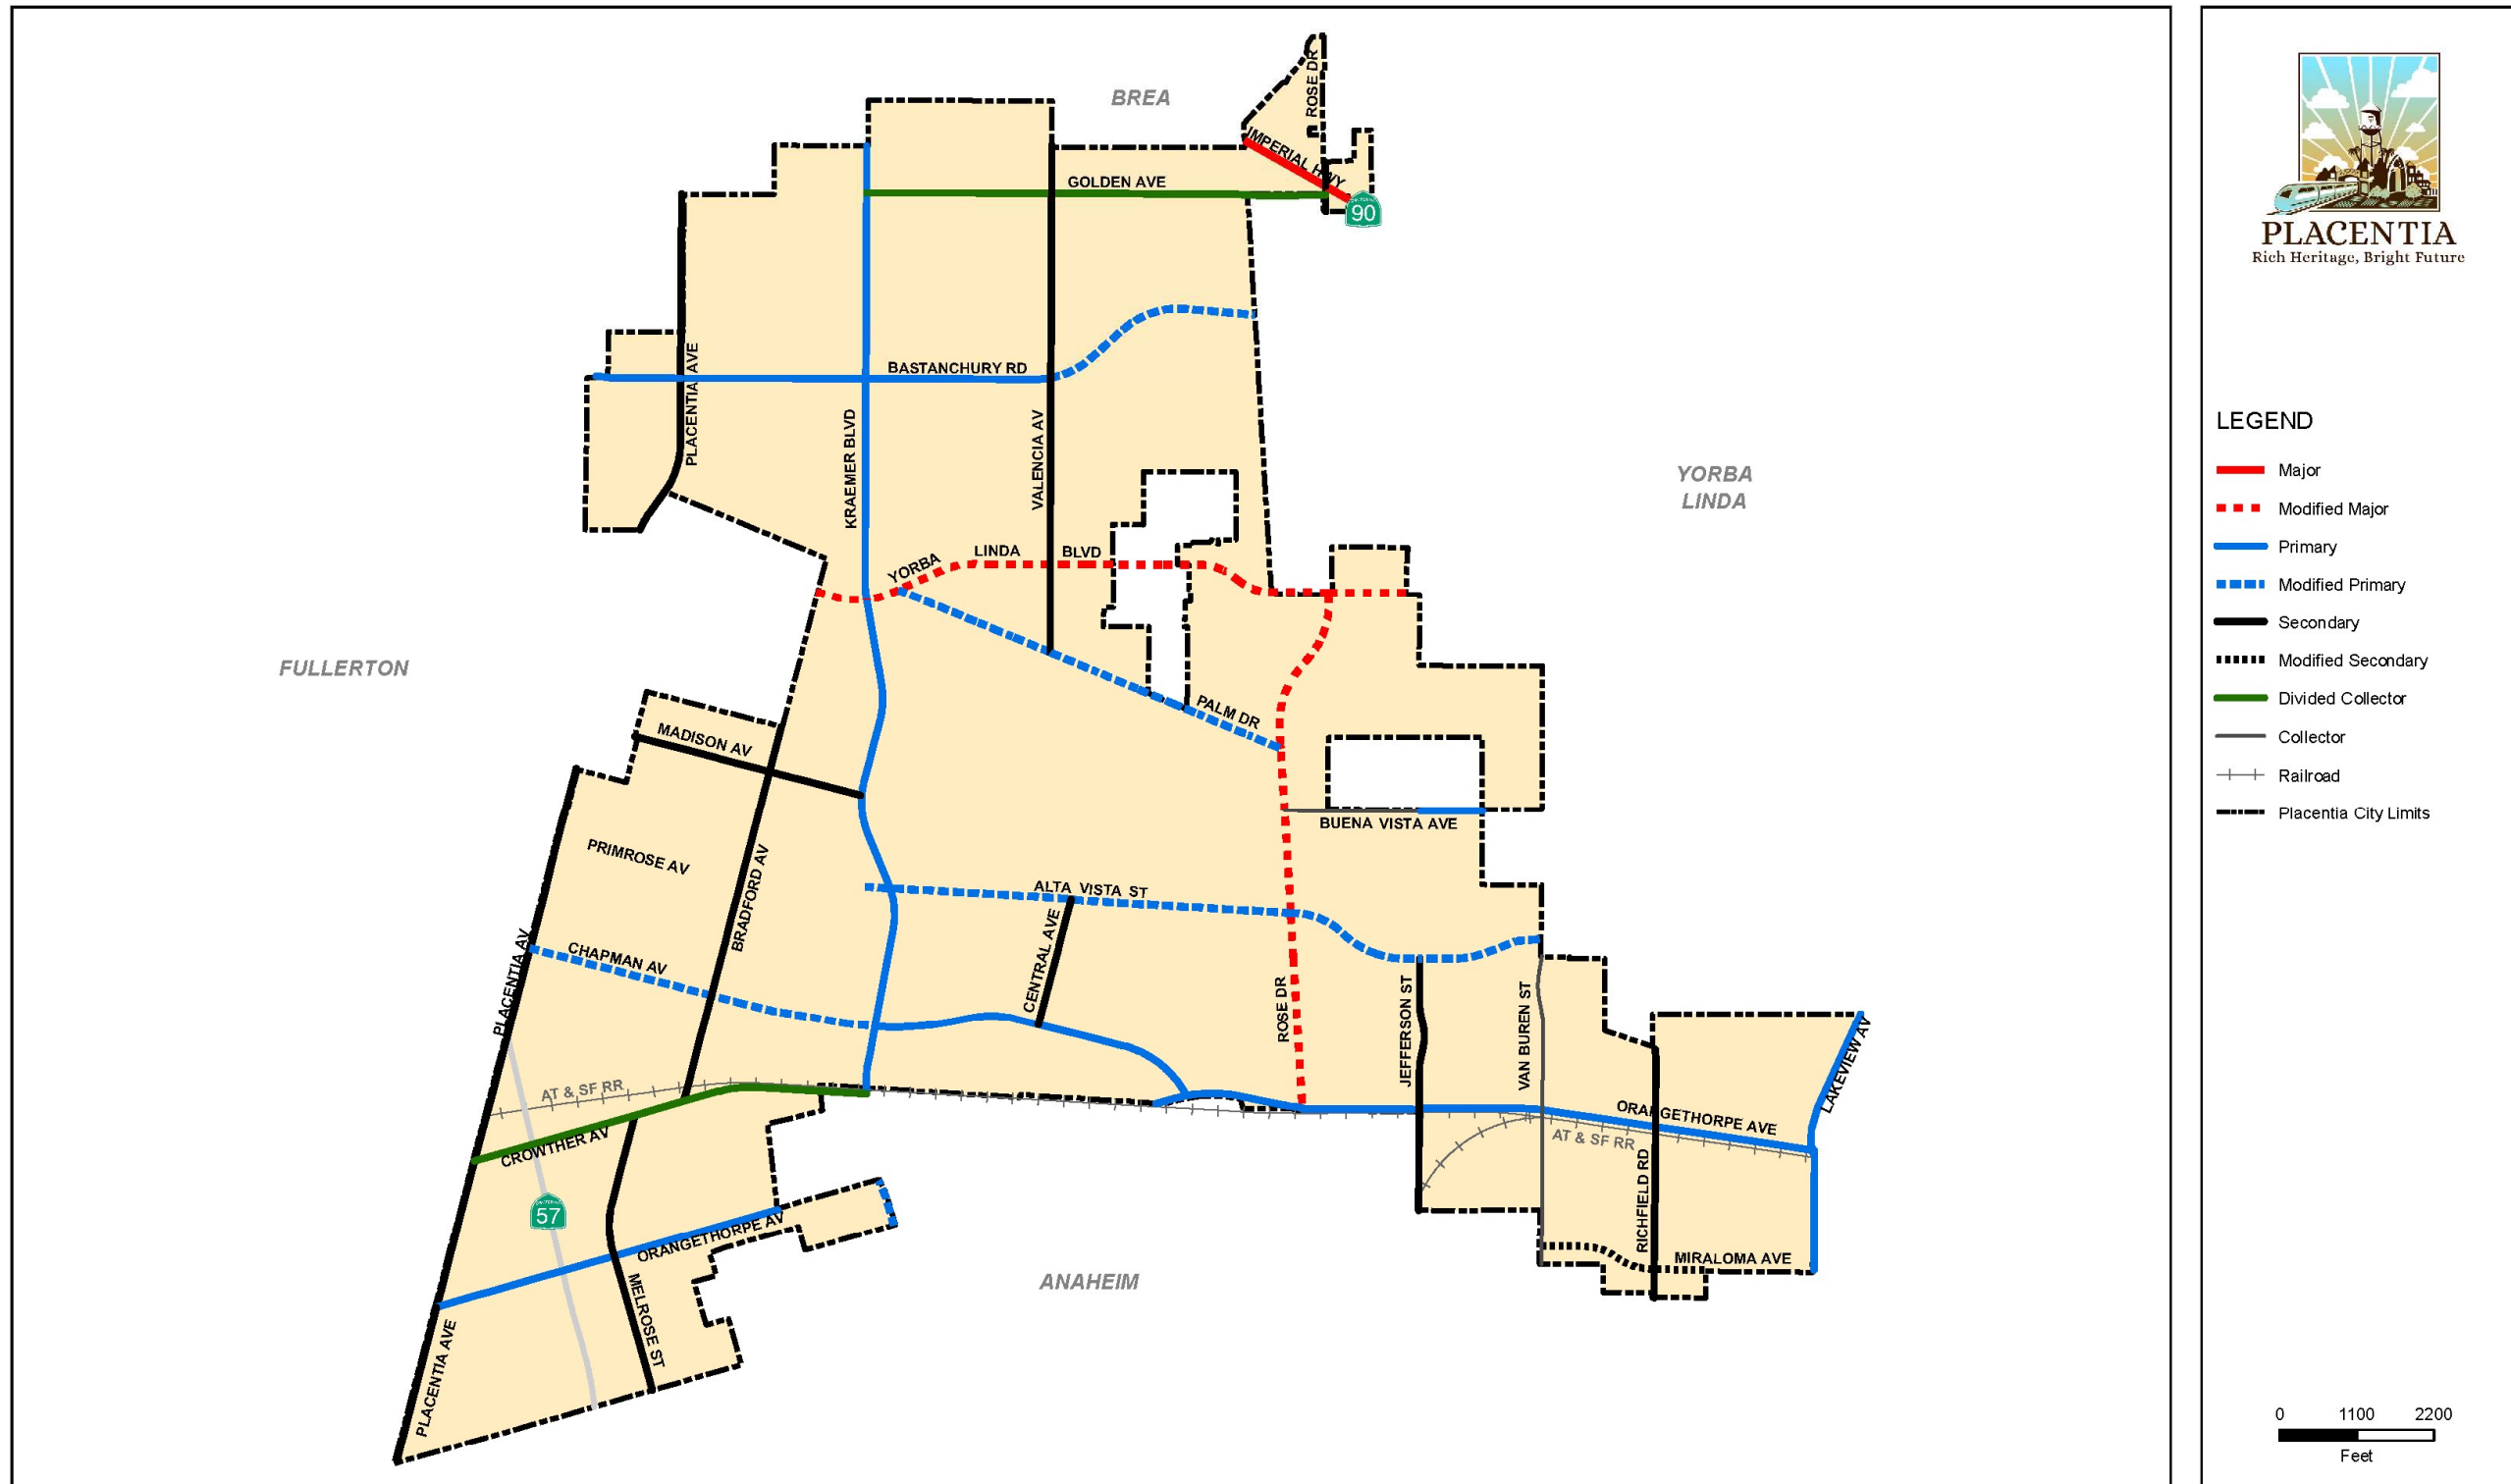 BREA
ROSE DR
IMPERIAL HWY
GOLDEN AVE
90
PLACENTIA AVE
BASTANCHURY RD
KRAEMER BLVD
VALENCIA AV
YORBA
LINDA
YORBA
LINDA
BLVD
FULLERTON
PALM DR
MADISON AV
BUENA VISTA AVE
PRIMROSE AV
BRADFORD AV
ALTA VISTA ST
CENTRAL AVE
PLACENTIA AV
CHAPMAN AV
ROSE DR
JEFFERSON ST
VAN BUREN ST
LAKEVIEW AV
AT & SF RR
ORANGETHORPE AVE
AT & SF RR
CROWTHER AV
57
RICHFIELD RD
ORANGETHORPE AV
MIRALOMA AVE
ANAHEIM
MELROSE ST
PLACENTIA AVE
PLACENTIA
Rich Heritage, Bright Future
LEGEND
Major
Modified Major
Primary
Modified Primary
Secondary
Modified Secondary
Divided Collector
Collector
Railroad
Placentia City Limits
0 1100 2200
Feet